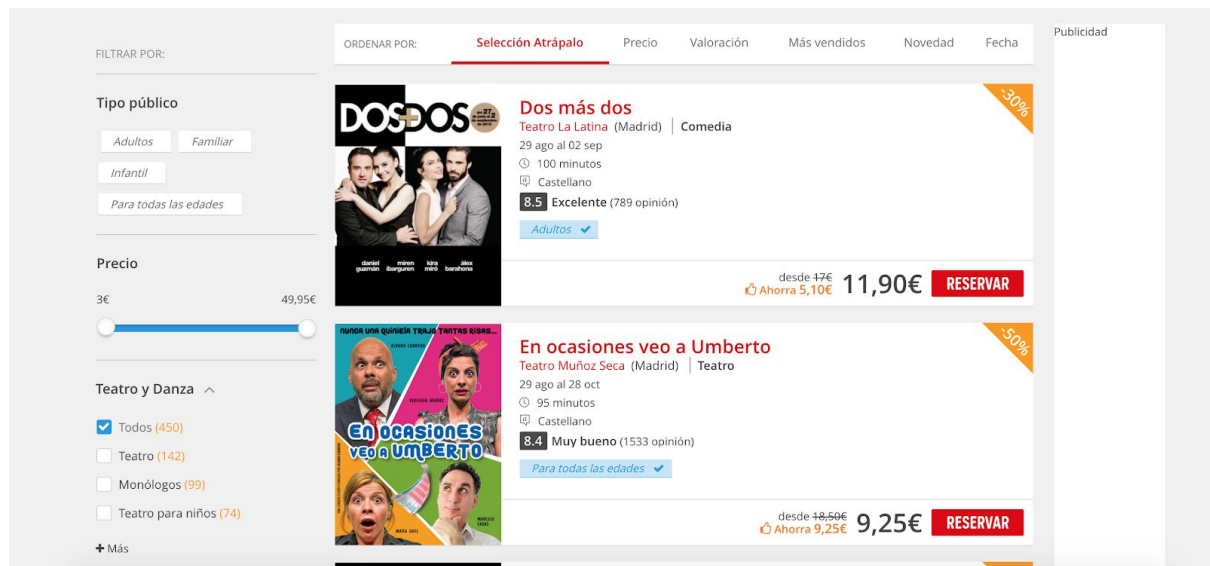 FILTRAR POR:
Tipo público
Adultos
Familiar
Infantil
Para todas las edades
Precio
3€ 49,95€
Teatro y Danza
Todos (450)
Teatro (142)
Monólogos (99)
Teatro para niños (74)
+ Más
ORDENAR POR: Selección Atrápalo Precio Valoración Más vendidos Novedad Fecha
DOS+DOS
daniel guzmán miren ibarguren kira miró álex barahona
-30%
Dos más dos
Teatro La Latina (Madrid) | Comedia
29 ago al 02 sep
100 minutos
Castellano
8.5 Excelente (789 opinión)
Adultos
desde 17€
Ahorra 5,10€
11,90€
RESERVAR
NUNCA UNA QUINIELA TRAJO TANTAS RISAS...
EN OCASIONES
VEO A UMBERTO
-50%
En ocasiones veo a Umberto
Teatro Muñoz Seca (Madrid) | Teatro
29 ago al 28 oct
95 minutos
Castellano
8.4 Muy bueno (1533 opinión)
Para todas las edades
desde 18,50€
Ahorra 9,25€
9,25€
RESERVAR
Publicidad